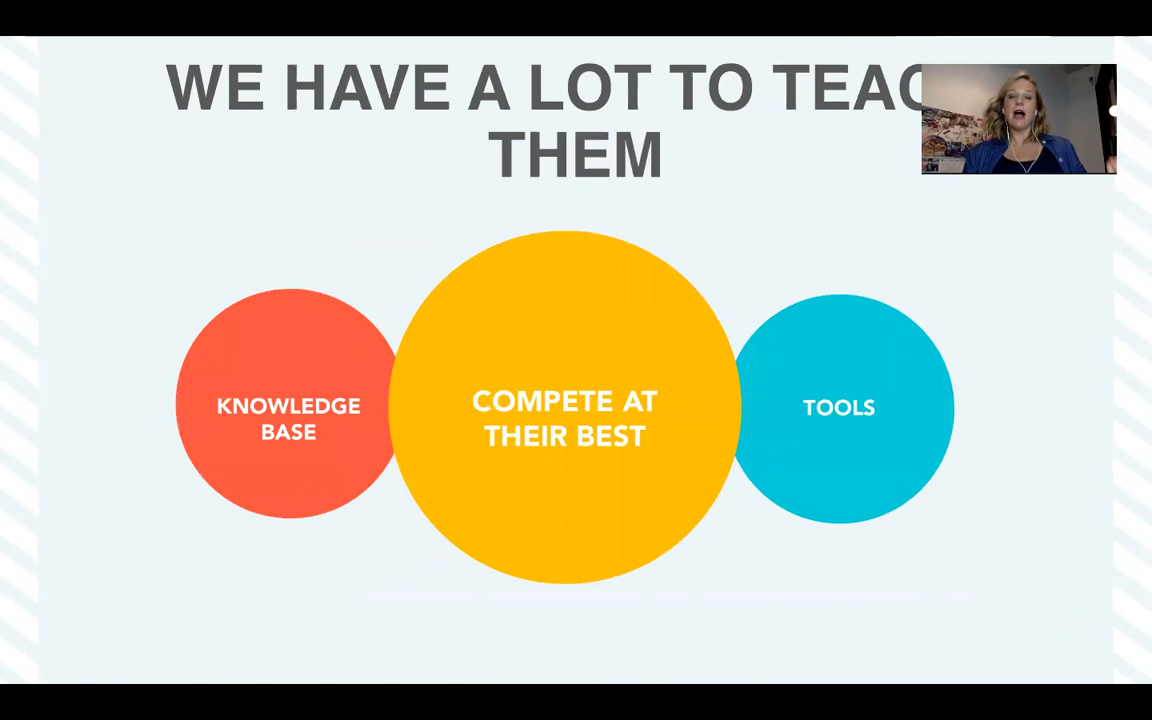 WE HAVE A LOT TO TEAC
THEM
KNOWLEDGE
BASE
COMPETE AT
THEIR BEST
TOOLS